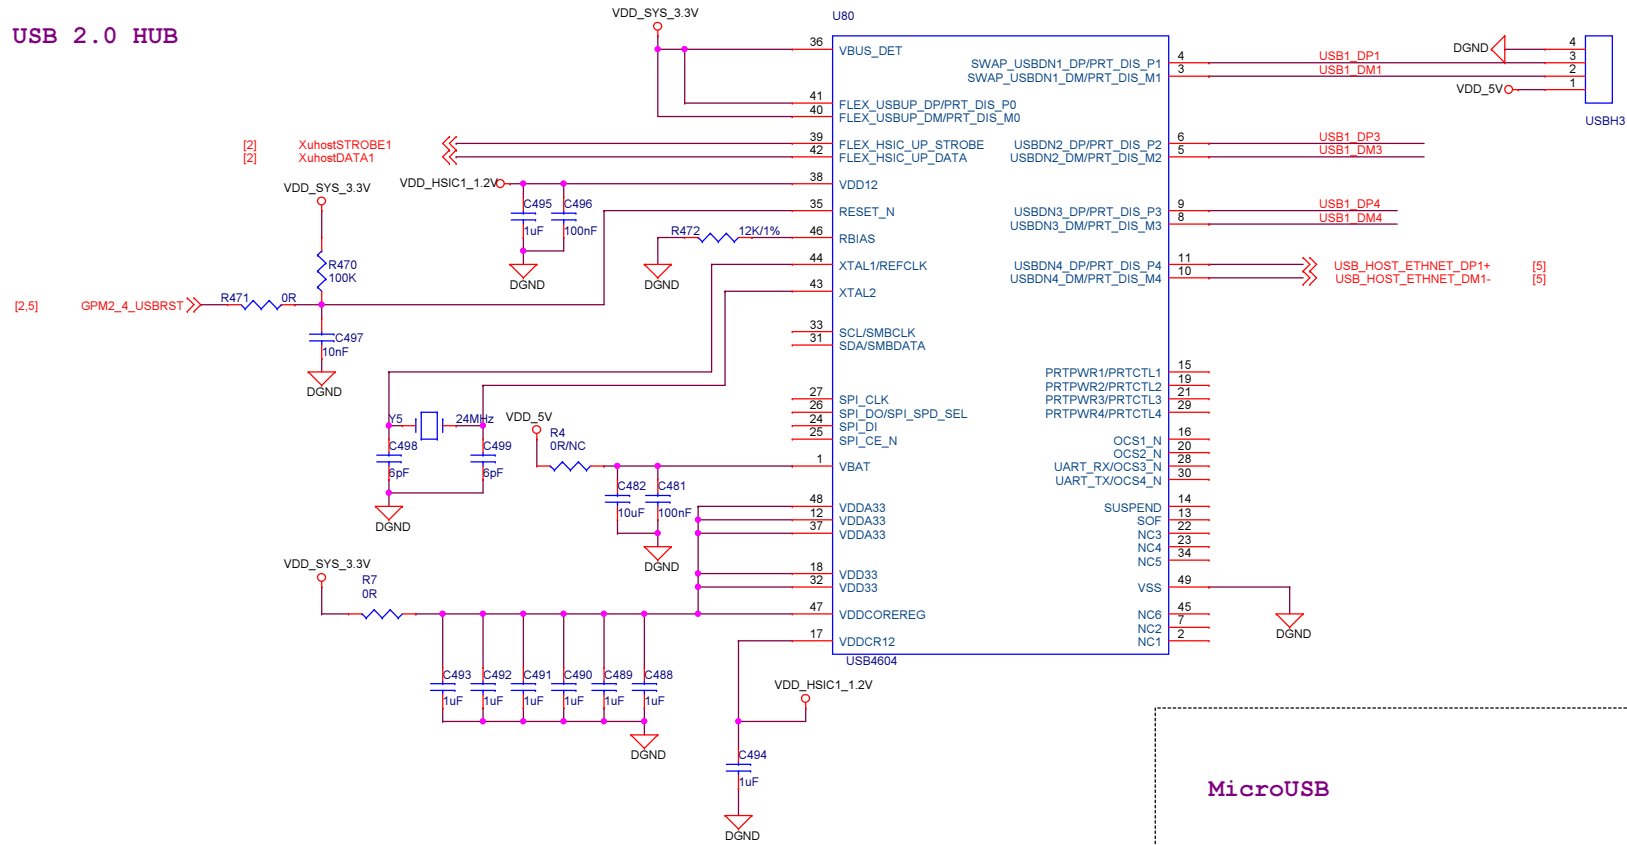 USB 2.0 HUB
VDD_SYS_3.3V
U80
36 VBUS_DET
41 FLEX_USBUP_DP/PRT_DIS_P0
40 FLEX_USBUP_DM/PRT_DIS_M0
[2] XuhostSTROBE1 39 FLEX_HSIC_UP_STROBE
[2] XuhostDATA1 42 FLEX_HSIC_UP_DATA
VDD_HSIC1_1.2V 38 VDD12
C495 1uF
C496 100nF
DGND
35 RESET_N
R472 12K/1% 46 RBIAS
DGND
44 XTAL1/REFCLK
43 XTAL2
VDD_SYS_3.3V
R470
100K
[2,5] GPM2_4_USBRST R471 0R
C497
10nF
DGND
33 SCL/SMBCLK
31 SDA/SMBDATA
27 SPI_CLK
26 SPI_DO/SPI_SPD_SEL
24 SPI_DI
25 SPI_CE_N
Y5 24MHz
C498 6pF
C499 6pF
DGND
VDD_5V
R4
0R/NC
1 VBAT
C482 10uF
C481 100nF
DGND
48 VDDA33
12 VDDA33
37 VDDA33
18 VDD33
32 VDD33
VDD_SYS_3.3V
R7
0R
47 VDDCOREREG
17 VDDCR12
USB4604
C493 C492 C491 C490 C489 C488
1uF 1uF 1uF 1uF 1uF 1uF
DGND
VDD_HSIC1_1.2V
C494
1uF
DGND
SWAP_USBDN1_DP/PRT_DIS_P1 4 USB1_DP1
SWAP_USBDN1_DM/PRT_DIS_M1 3 USB1_DM1
DGND 4
3
2
VDD_5V 1
USBH3
USBDN2_DP/PRT_DIS_P2 6 USB1_DP3
USBDN2_DM/PRT_DIS_M2 5 USB1_DM3
USBDN3_DP/PRT_DIS_P3 9 USB1_DP4
USBDN3_DM/PRT_DIS_M3 8 USB1_DM4
USBDN4_DP/PRT_DIS_P4 11 USB_HOST_ETHNET_DP1+ [5]
USBDN4_DM/PRT_DIS_M4 10 USB_HOST_ETHNET_DM1- [5]
PRTPWR1/PRTCTL1 15
PRTPWR2/PRTCTL2 19
PRTPWR3/PRTCTL3 21
PRTPWR4/PRTCTL4 29
OCS1_N 16
OCS2_N 20
UART_RX/OCS3_N 28
UART_TX/OCS4_N 30
SUSPEND 14
SOF 13
NC3 22
NC4 23
NC5 34
VSS 49
DGND
NC6 45
NC2 7
NC1 2
MicroUSB